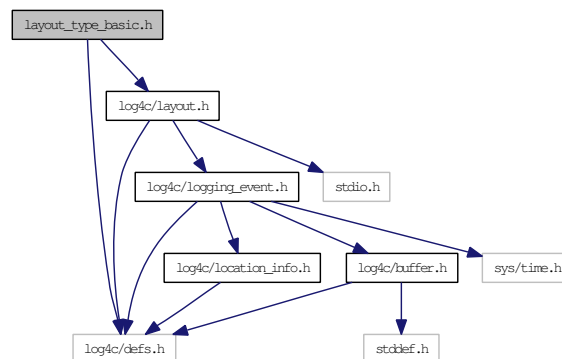 layout_type_basic.h
log4c/layout.h
log4c/logging_event.h
stdio.h
log4c/location_info.h
log4c/buffer.h
sys/time.h
log4c/defs.h
stddef.h